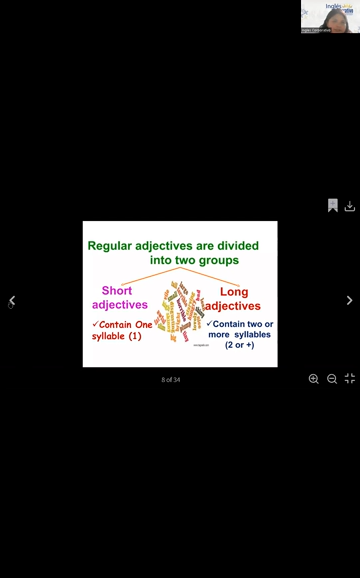 Inglés
Regular adjectives are divided
into two groups
Short
adjectives
Long
adjectives
✓Contain One
syllable (1)
✓Contain two or
more syllables
(2 or +)
8 of 34